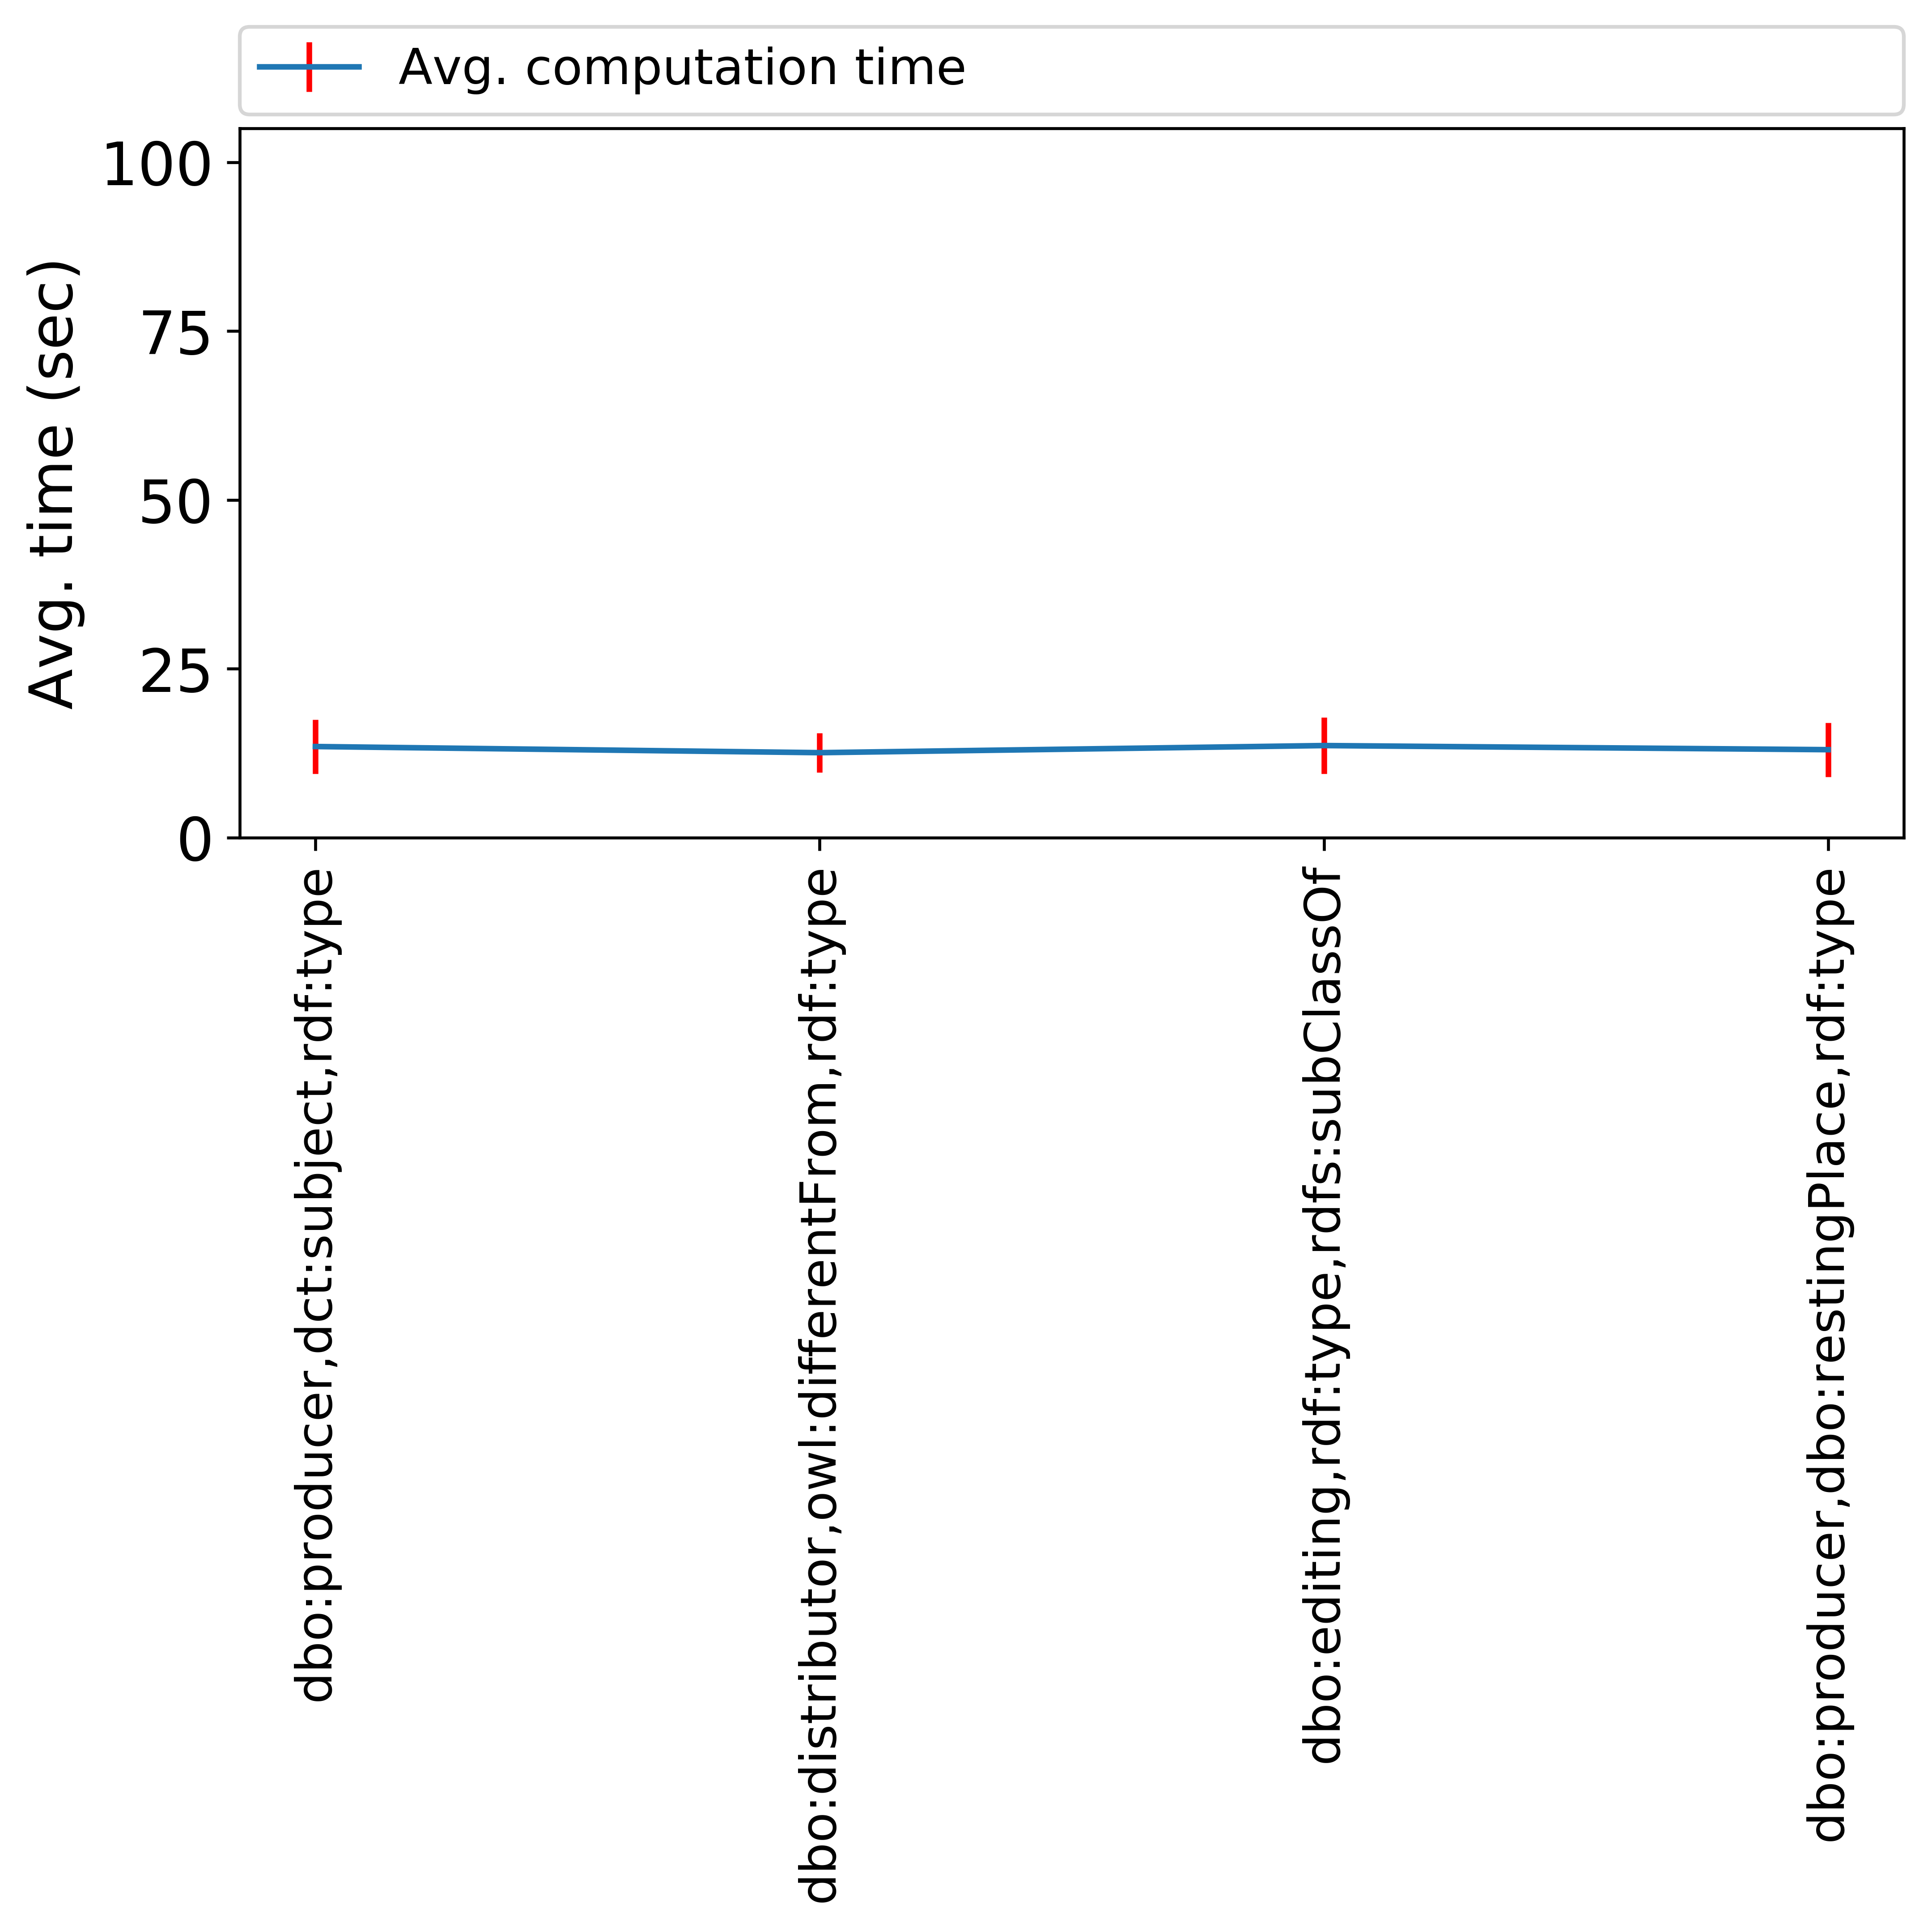 Avg. computation time
Avg. time (sec)
100
75
50
25
0
dbo:producer,dct:subject,rdf:type
dbo:distributor,owl:differentFrom,rdf:type
dbo:editing,rdf:type,rdfs:subClassOf
dbo:producer,dbo:restingPlace,rdf:type